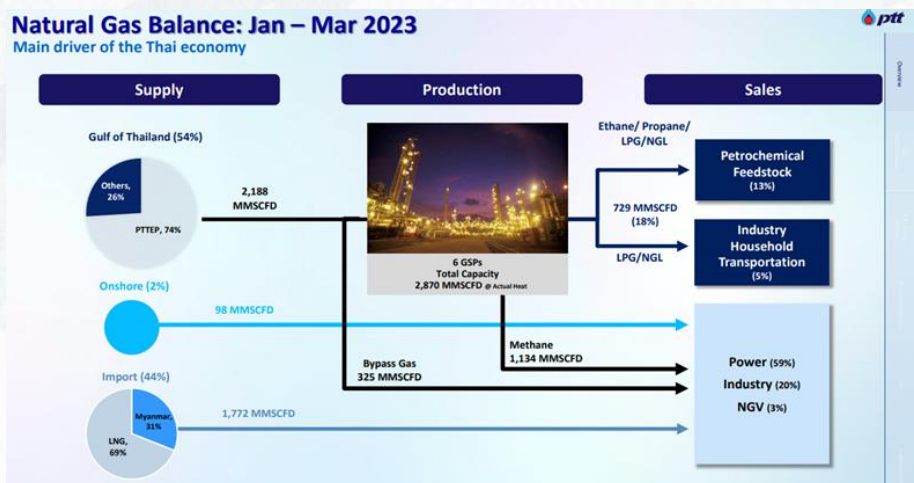 Natural Gas Balance: Jan – Mar 2023
Main driver of the Thai economy
ptt
Overview
Supply
Production
Sales
Gulf of Thailand (54%)
Others,
26%
PTTEP, 74%
2,188
MMSCFD
Onshore (2%)
98 MMSCFD
Import (44%)
Myanmar,
31%
LNG,
69%
1,772 MMSCFD
6 GSPs
Total Capacity
2,870 MMSCFD @ Actual Heat
Bypass Gas
325 MMSCFD
Methane
1,134 MMSCFD
Ethane/ Propane/
LPG/NGL
729 MMSCFD
(18%)
LPG/NGL
Petrochemical
Feedstock
(13%)
Industry
Household
Transportation
(5%)
Power (59%)
Industry (20%)
NGV (3%)